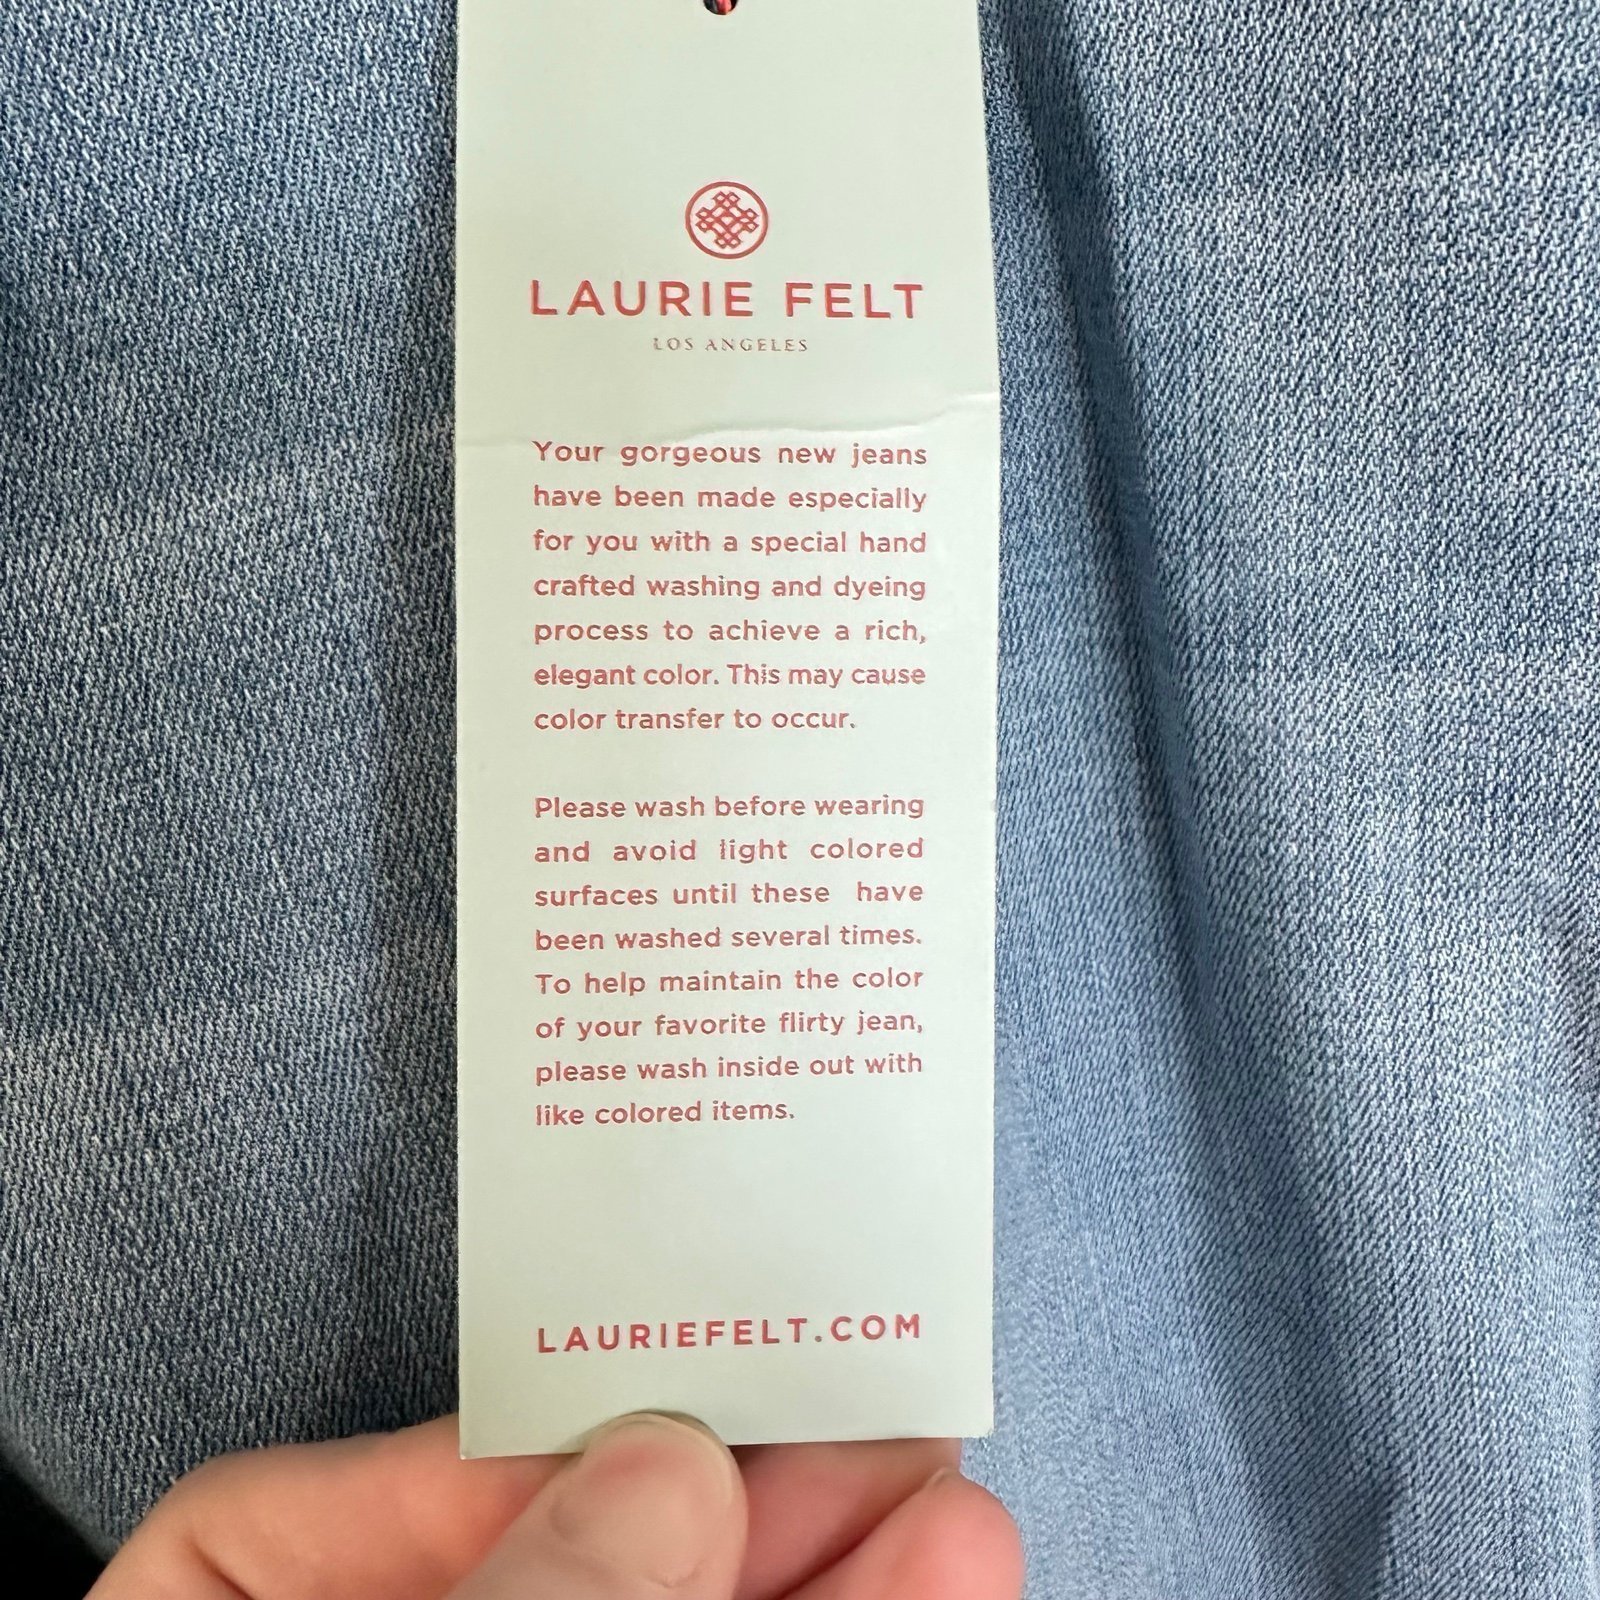 LAURIE FELT
LOS ANGELES
Your gorgeous new jeans
have been made especially
for you with a special hand
crafted washing and dyeing
process to achieve a rich,
elegant color. This may cause
color transfer to occur.
Please wash before wearing
and avoid light colored
surfaces until these have
been washed several times.
To help maintain the color
of your favorite flirty jean,
please wash inside out with
like colored items.
LAURIEFELT.COM